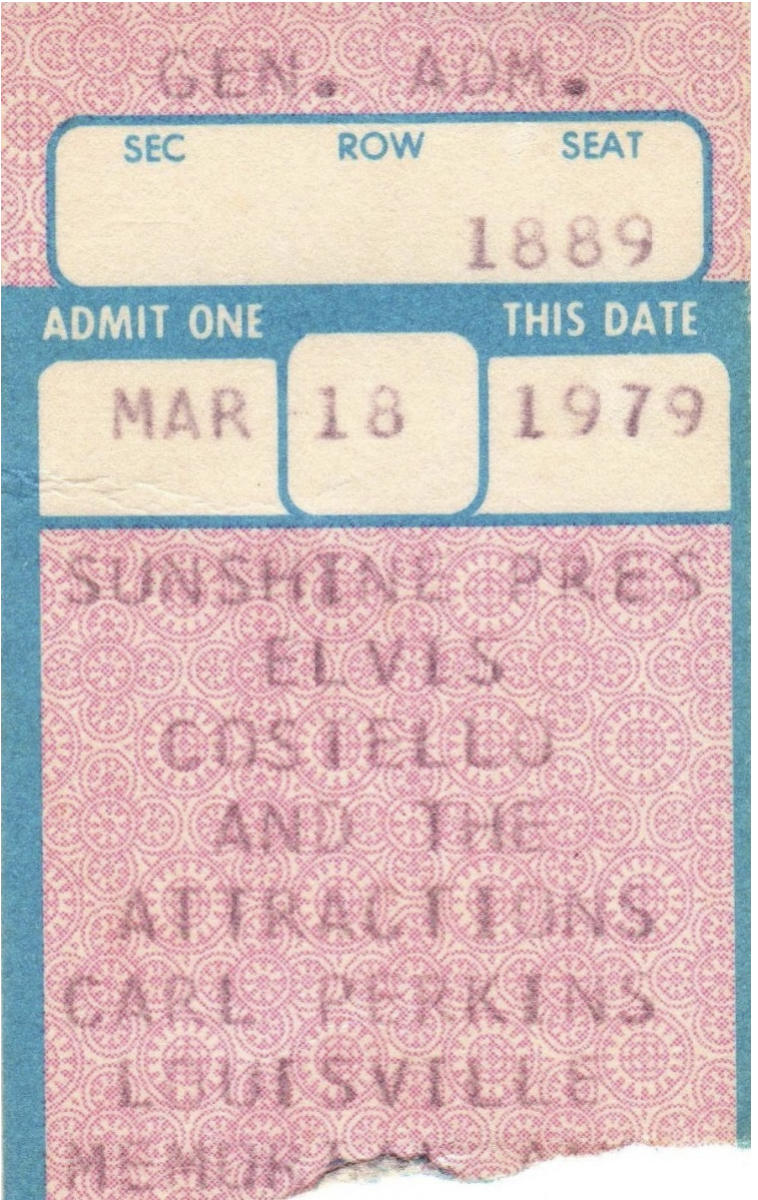 GEN. ADM.
SEC ROW SEAT
1889
ADMIT ONE THIS DATE
MAR 18 1979
SUNSHINE PRES
ELVIS
COSTELLO
AND THE
ATTRACTIONS
CARL PERKINS
LOUISVILLE